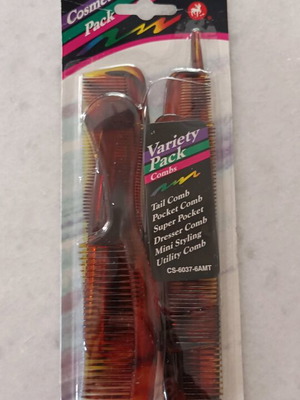 Cosmetic
Pack
Variety
Pack
Combs
Tail Comb
Pocket Comb
Super Pocket
Dresser Comb
Mini Styling
Utility Comb
CS-6037-6AMT